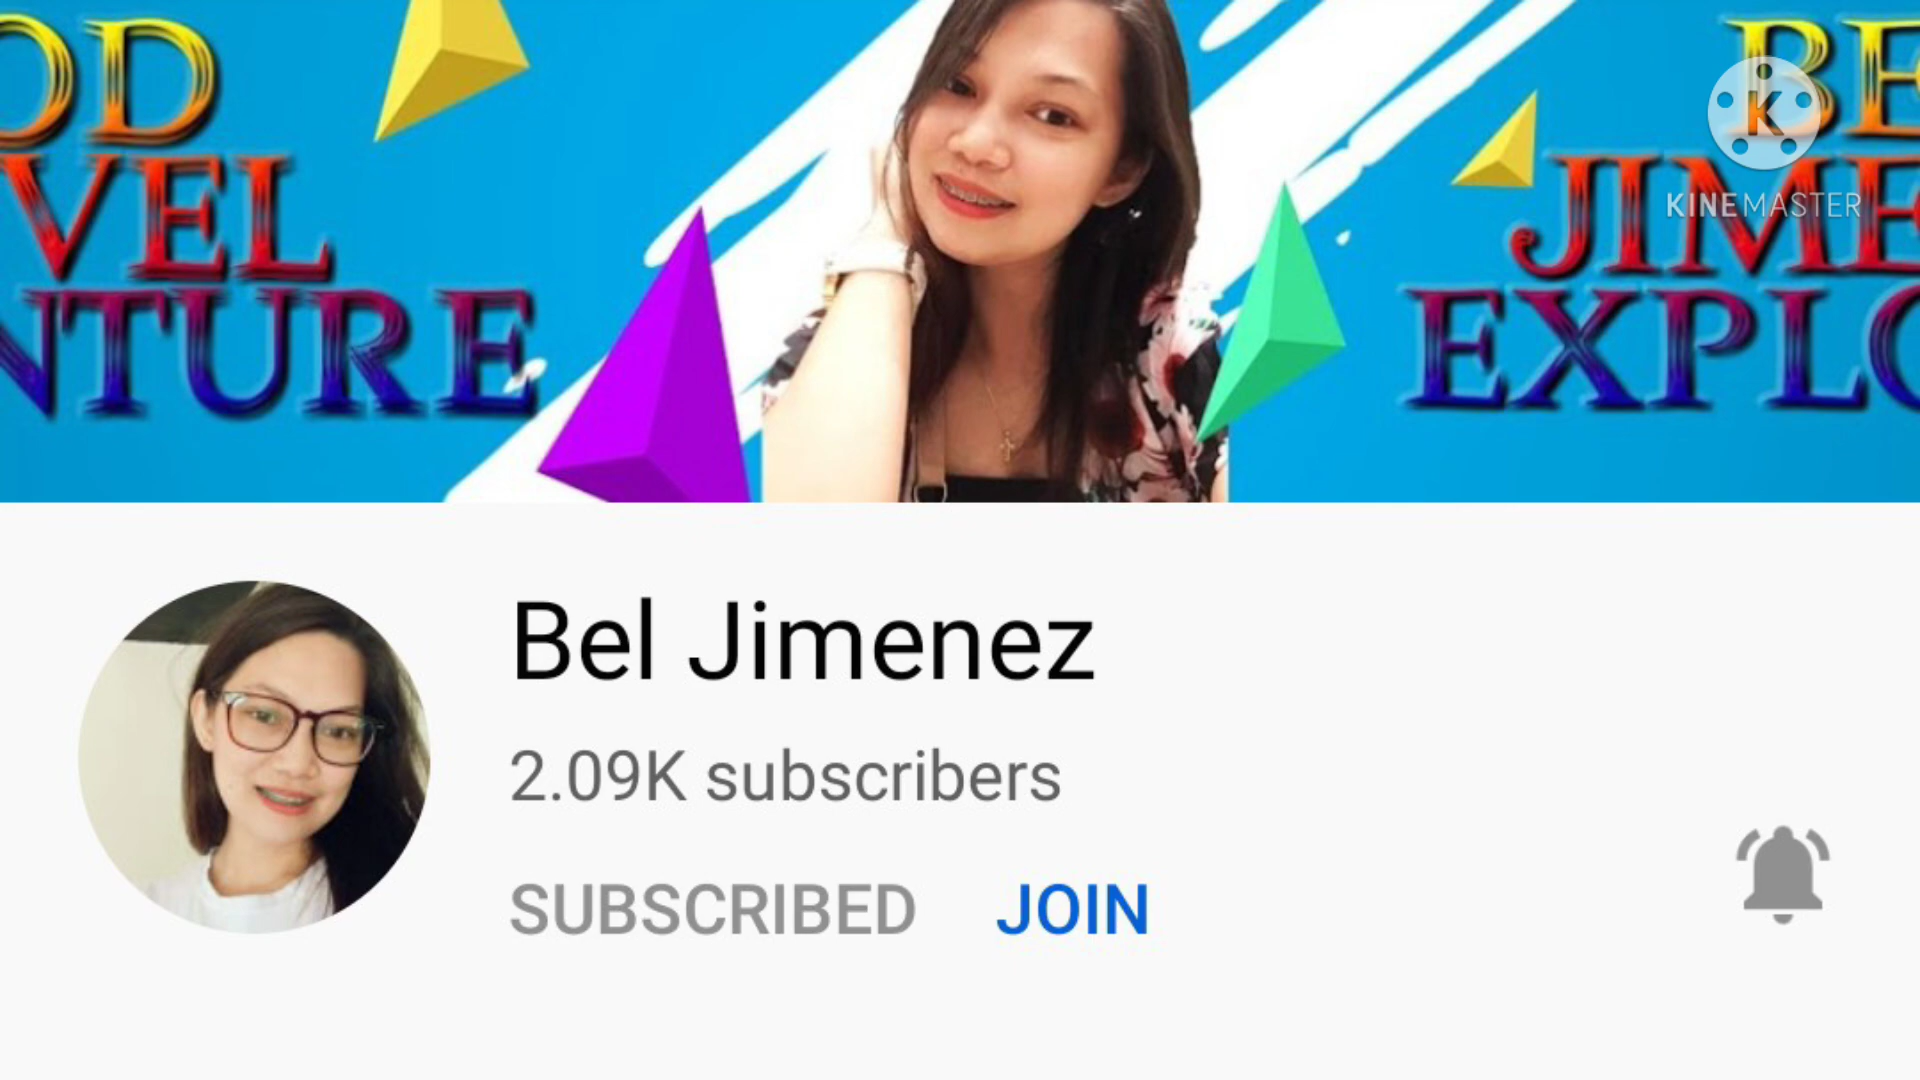 OD
VEL
NTURE
BE
JIME
EXPLO
K
KINEMASTER
Bel Jimenez
2.09K subscribers
SUBSCRIBED JOIN